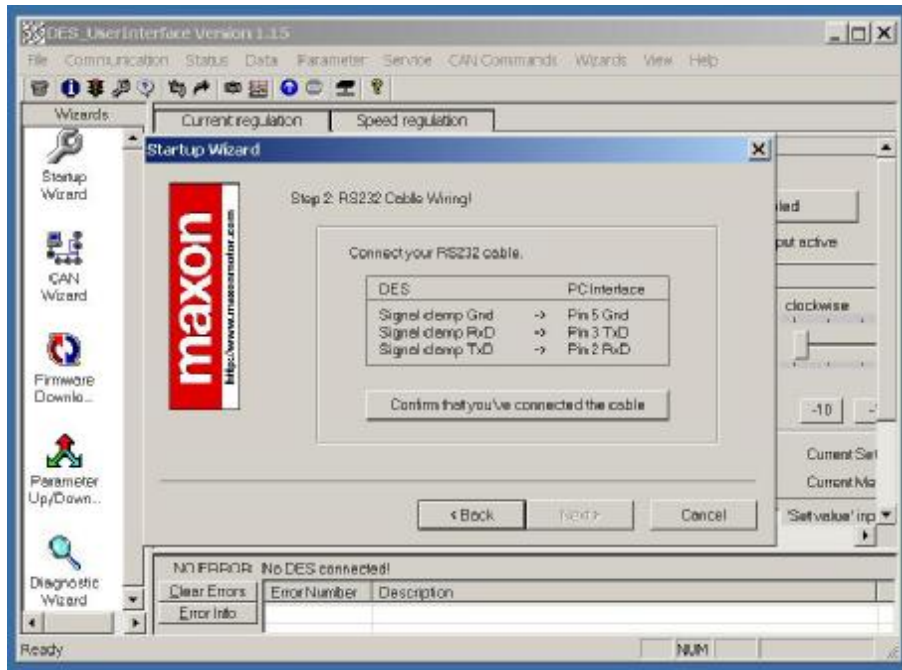 DES_UserInterface Version 1.15
File Communication Status Data Parameter Service CAN Commands Wizards View Help
Wizards
Current regulation Speed regulation
Startup
Wizard
CAN
Wizard
Firmware
Downlo...
Parameter
Up/Down..
Diagnostic
Wizard
Startup Wizard
maxon
http://www.maxonmotor.com
Step 2: RS232 Cable Wiring!
Connect your RS232 cable.
DES PC Interface
Signal clamp Gnd -> Pin 5 Gnd
Signal clamp RxD -> Pin 3 TxD
Signal clamp TxD -> Pin 2 RxD
Confirm that you've connected the cable
< Back Next > Cancel
put active
clockwise
-10
Current Set
Current Mo
'Set value' inp
NO ERROR: No DES connected!
Clear Errors Error Number Description
Error Info
Ready NUM